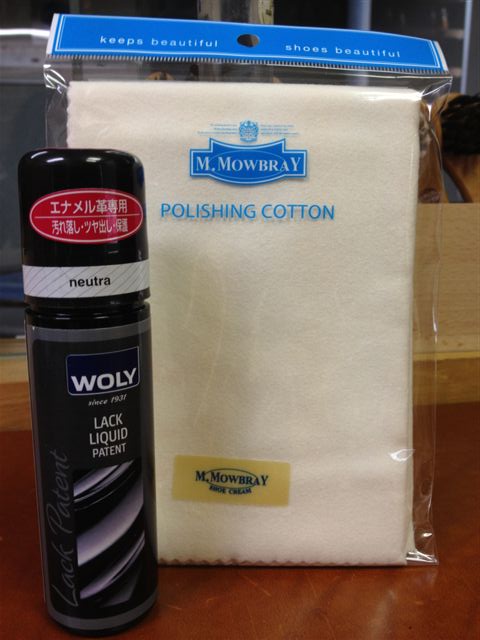 keeps beautiful
shoes beautiful
M. MOWBRAY
POLISHING COTTON
エナメル革専用
汚れ落し・ツヤ出し・保護
neutra
WOLY
since 1931
LACK
LIQUID
PATENT
Lack Patent
M. MOWBRAY
SHOE CREAM